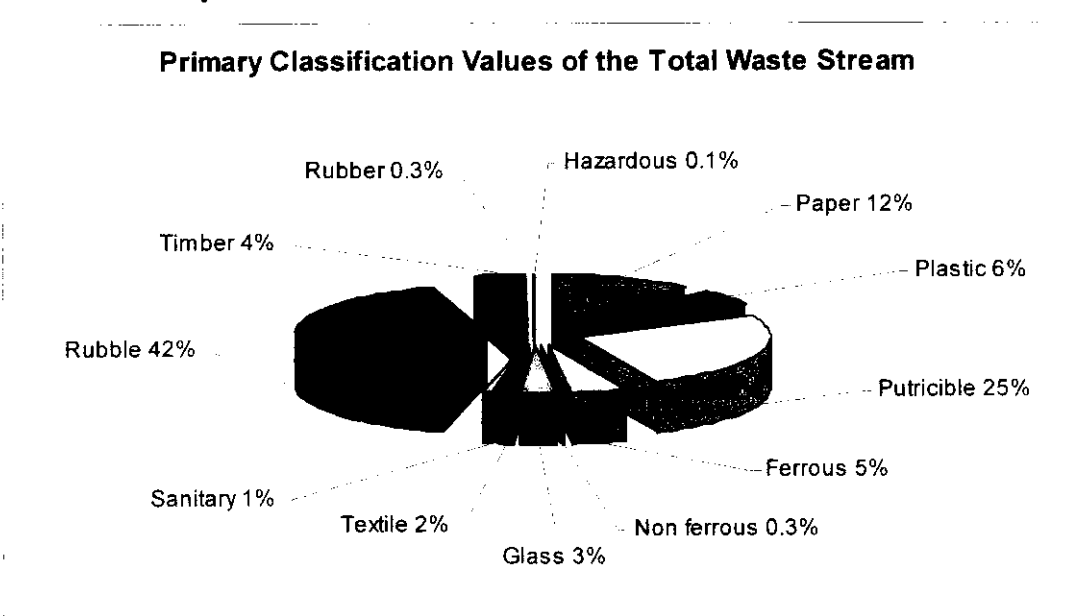 Primary Classification Values of the Total Waste Stream
Rubber 0.3%
Hazardous 0.1%
Paper 12%
Timber 4%
Plastic 6%
Rubble 42%
Putricible 25%
Ferrous 5%
Sanitary 1%
Textile 2%
Non ferrous 0.3%
Glass 3%